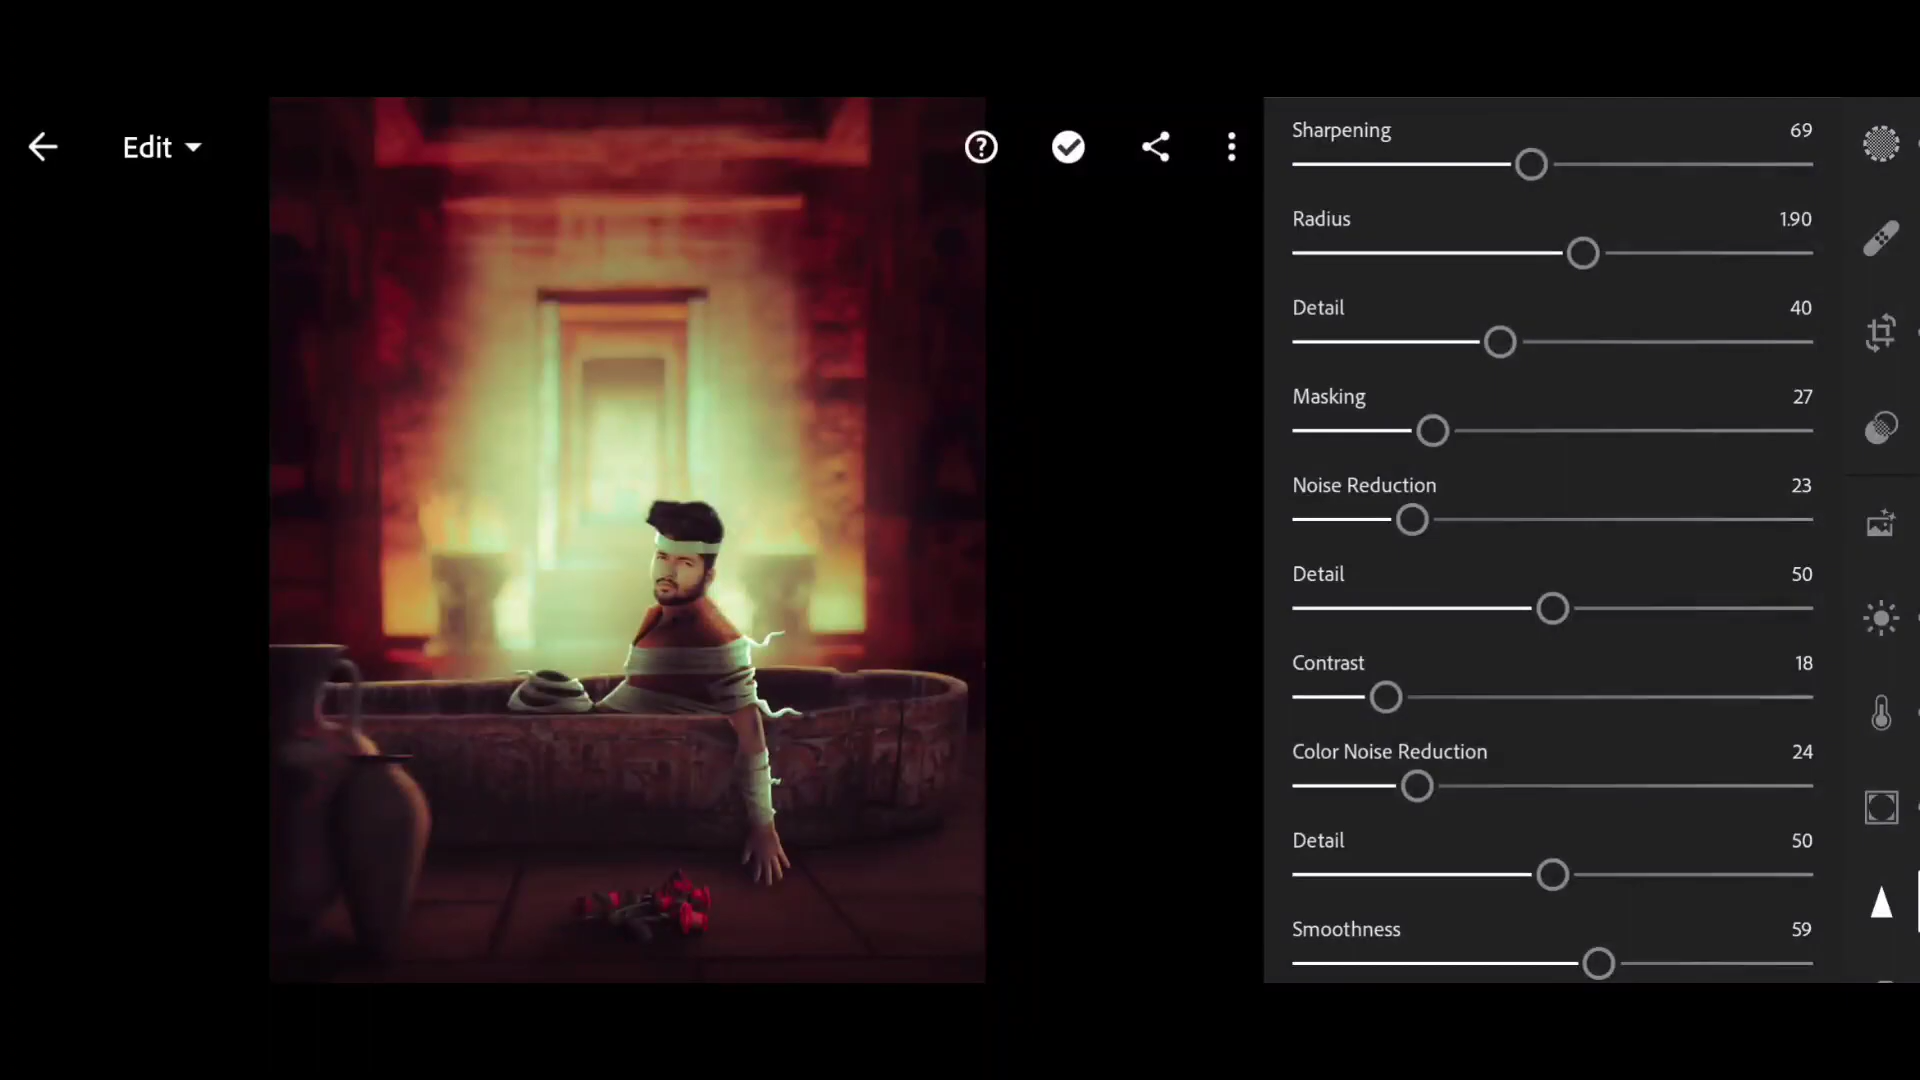 Edit
Sharpening 69
Radius 1.90
Detail 40
Masking 27
Noise Reduction 23
Detail 50
Contrast 18
Color Noise Reduction 24
Detail 50
Smoothness 59